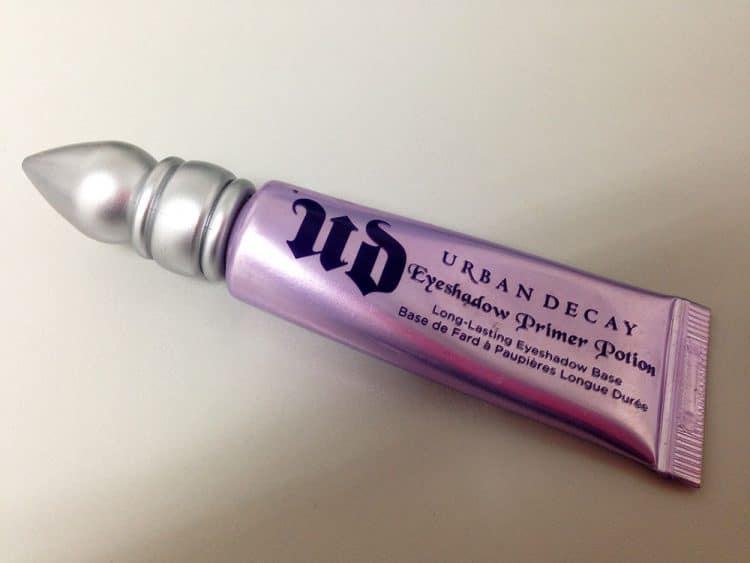 UD
URBAN DECAY
Eyeshadow Primer Potion
Long-Lasting Eyeshadow Base
Base de Fard à Paupières Longue Durée